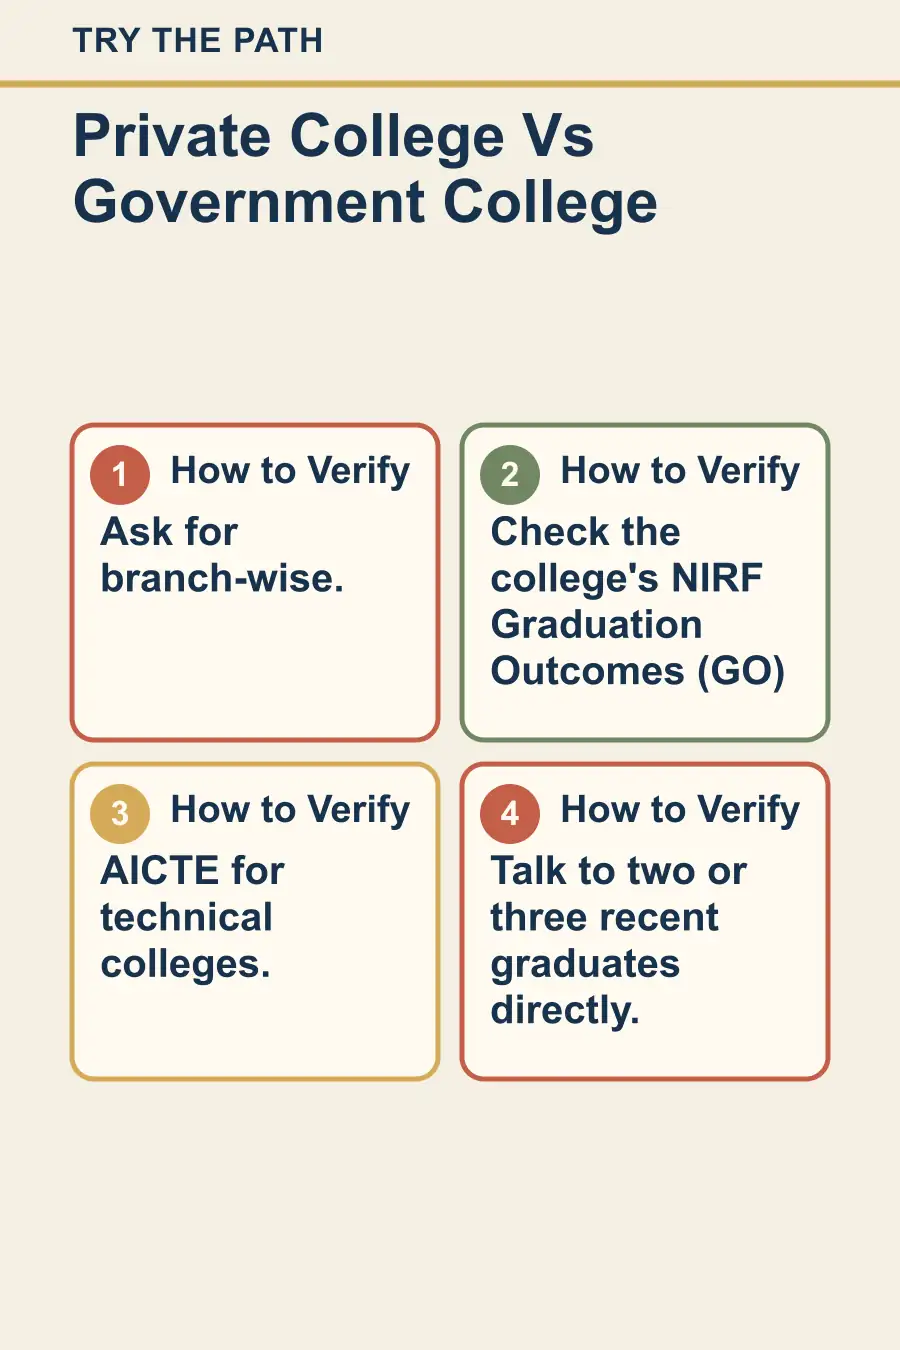 TRY THE PATH
Private College Vs
Government College
1 How to Verify
Ask for
branch-wise.
2 How to Verify
Check the
college's NIRF
Graduation
Outcomes (GO)
3 How to Verify
AICTE for
technical
colleges.
4 How to Verify
Talk to two or
three recent
graduates
directly.